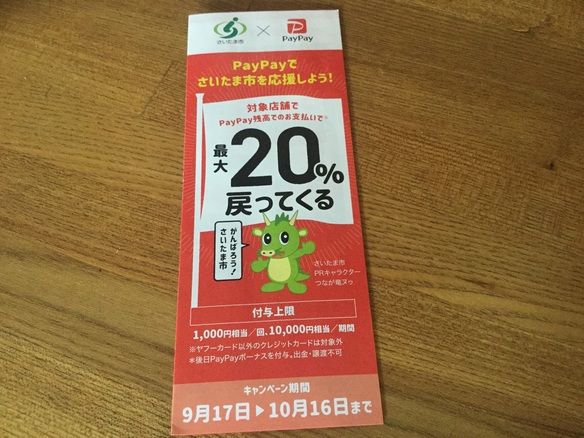 さいたま市
×
PayPay
PayPayで
さいたま市を応援しよう!
対象店舗で
PayPay残高でのお支払いで※
最大
20%
戻ってくる
がんばろう!
さいたま市
さいたま市
PRキャラクター
つなが竜ヌゥ
付与上限
1,000円相当/回、10,000円相当/期間
※ヤフーカード以外のクレジットカードは対象外
※後日PayPayボーナスを付与。出金・譲渡不可
キャンペーン期間
9月17日▶10月16日まで